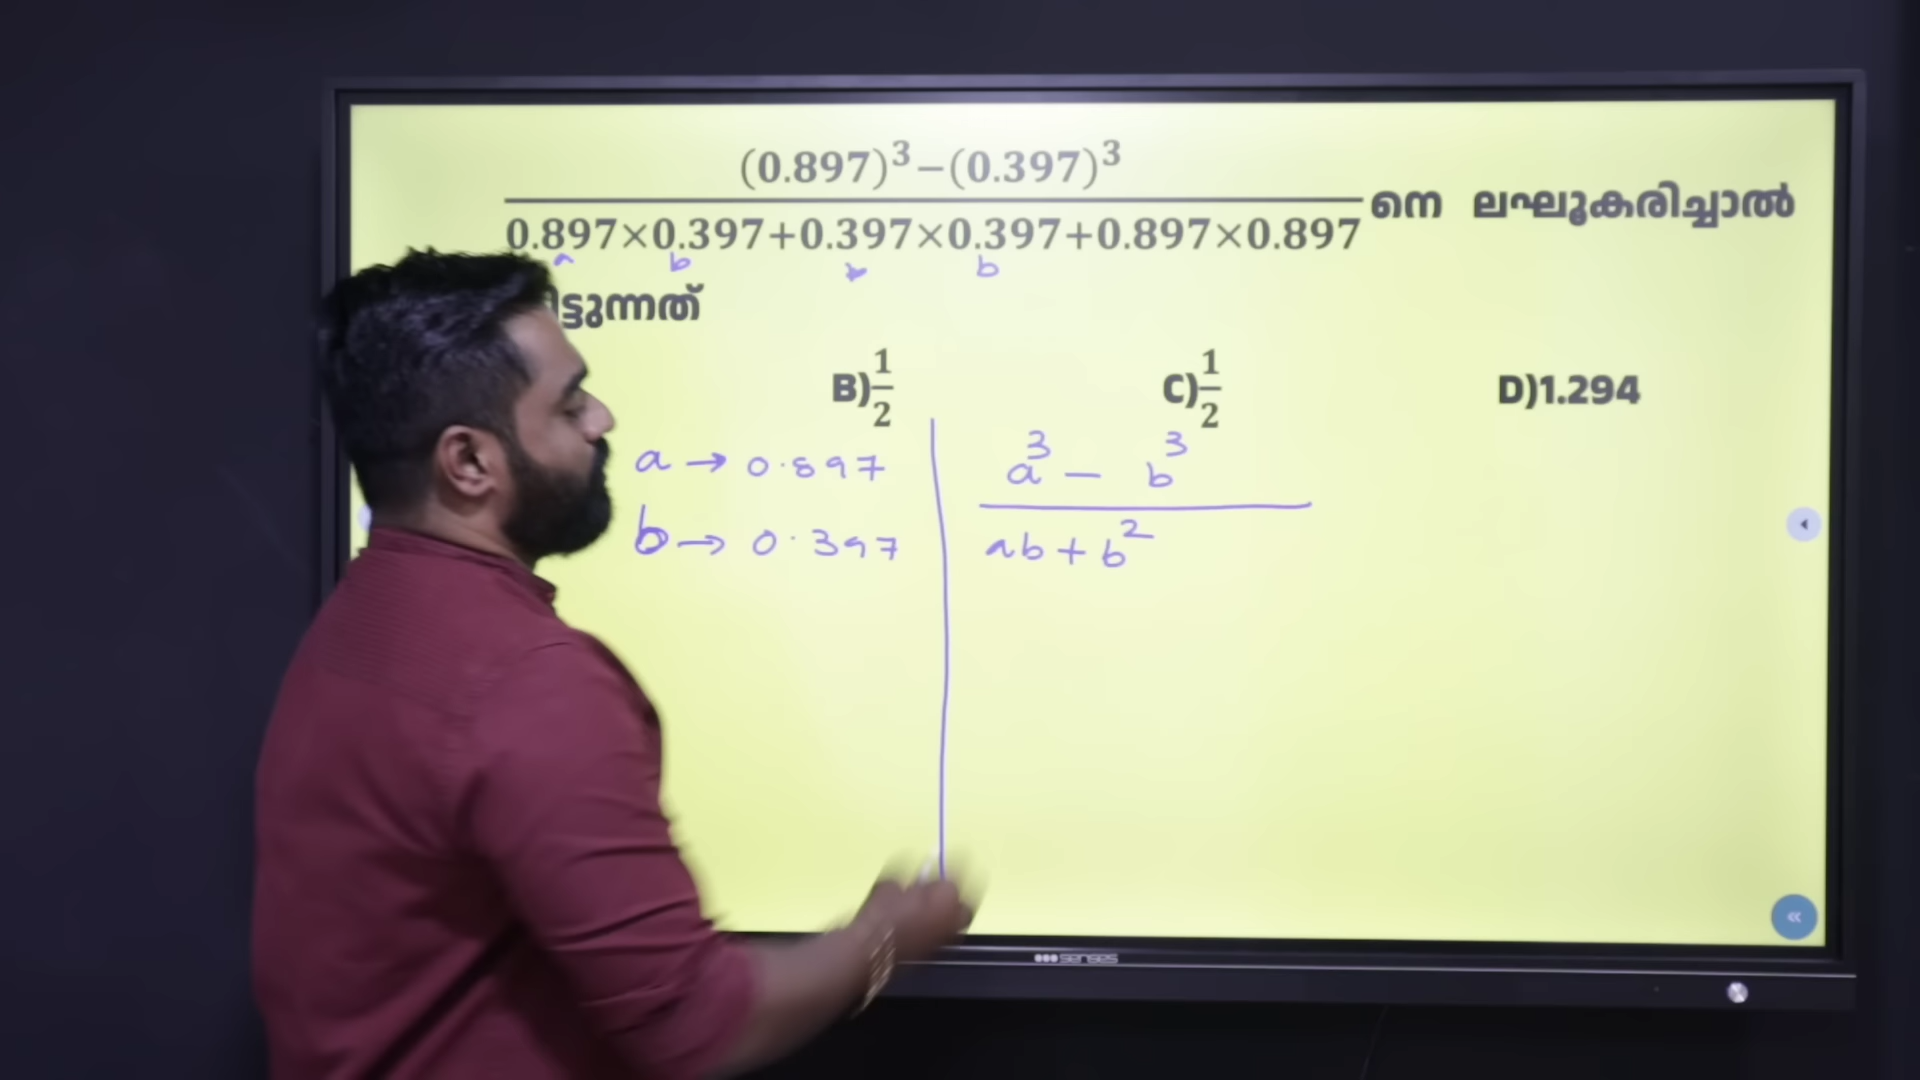 (0.897)³−(0.397)³
0.897×0.397+0.397×0.397+0.897×0.897 നെ ലഘൂകരിച്ചാൽ
a b b b
B)1/2 C)1/2 D)1.294
a → 0.897
b → 0.397
a³ − b³
ab + b²
senses